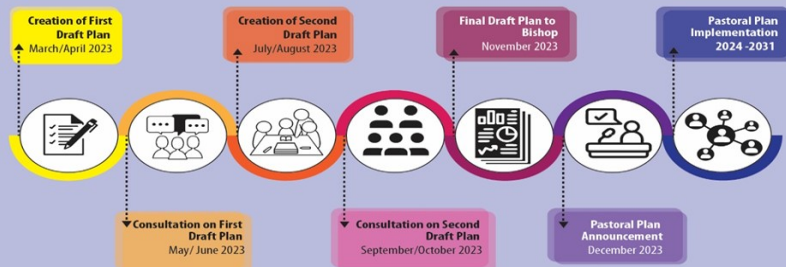 Creation of First
Draft Plan
March/April 2023
Consultation on First
Draft Plan
May/ June 2023
Creation of Second
Draft Plan
July/August 2023
Consultation on Second
Draft Plan
September/October 2023
Final Draft Plan to
Bishop
November 2023
Pastoral Plan
Announcement
December 2023
Pastoral Plan
Implementation
2024 -2031